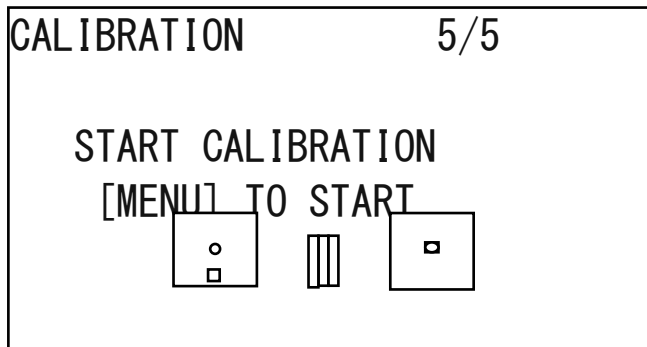 CALIBRATION 5/5
START CALIBRATION
[MENU] TO START